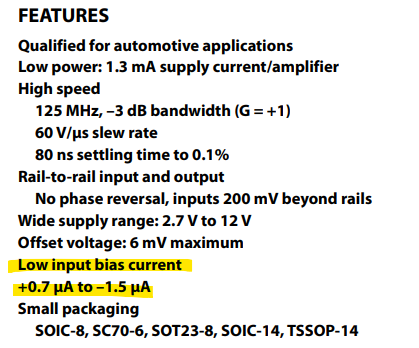 FEATURES
Qualified for automotive applications
Low power: 1.3 mA supply current/amplifier
High speed
125 MHz, –3 dB bandwidth (G = +1)
60 V/μs slew rate
80 ns settling time to 0.1%
Rail-to-rail input and output
No phase reversal, inputs 200 mV beyond rails
Wide supply range: 2.7 V to 12 V
Offset voltage: 6 mV maximum
Low input bias current
+0.7 μA to –1.5 μA
Small packaging
SOIC-8, SC70-6, SOT23-8, SOIC-14, TSSOP-14